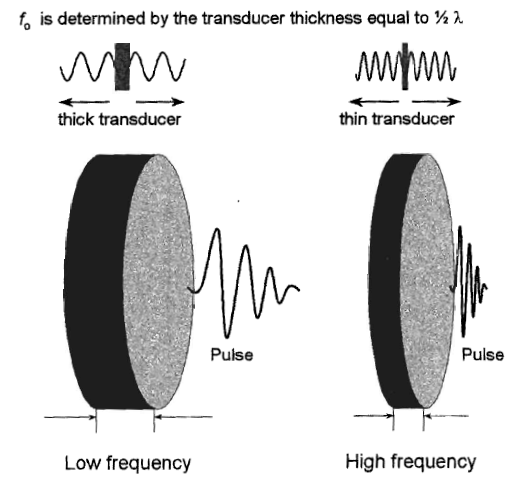 fo is determined by the transducer thickness equal to ½ λ
thick transducer
thin transducer
Pulse
Pulse
Low frequency
High frequency